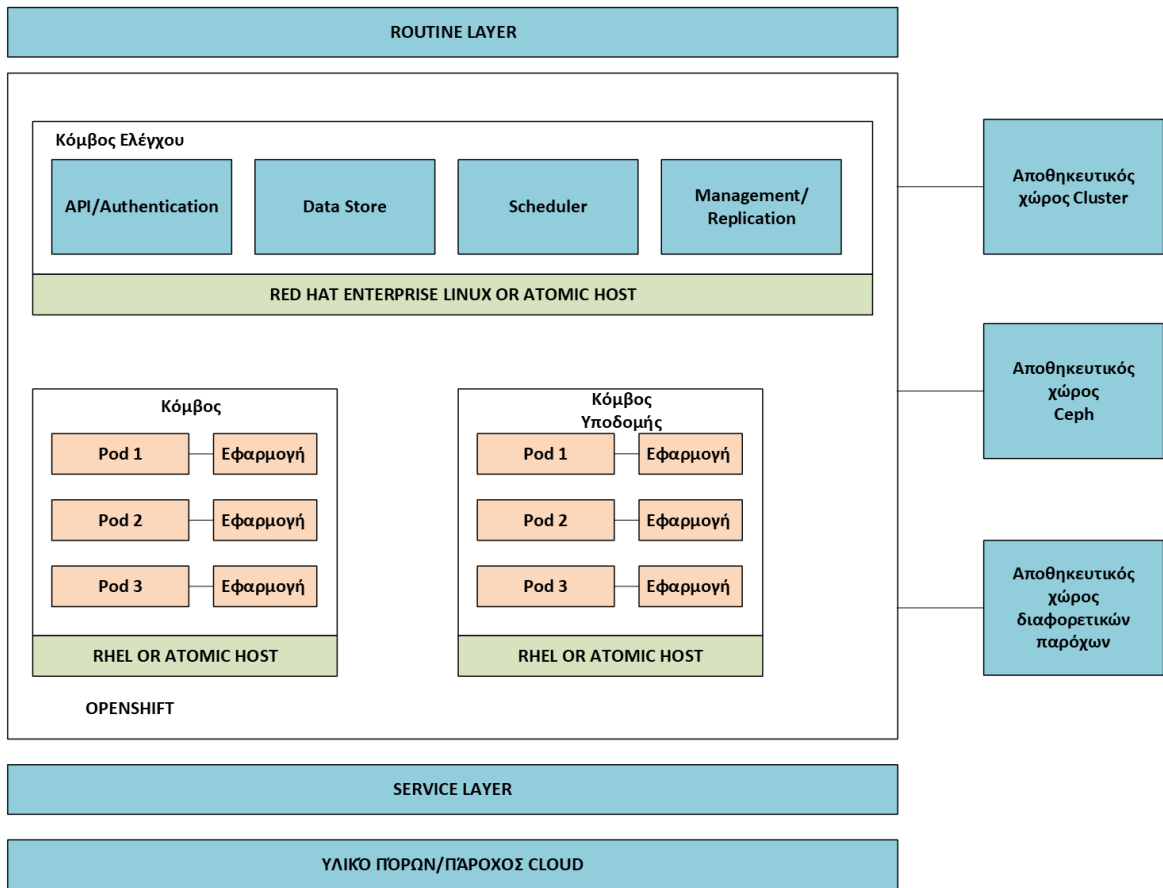 ROUTINE LAYER
Κόμβος Ελέγχου
API/Authentication
Data Store
Scheduler
Management/
Replication
RED HAT ENTERPRISE LINUX OR ATOMIC HOST
Αποθηκευτικός
χώρος Cluster
Αποθηκευτικός
χώρος
Ceph
Αποθηκευτικός
χώρος
διαφορετικών
παρόχων
Κόμβος
Pod 1
Εφαρμογή
Pod 2
Εφαρμογή
Pod 3
Εφαρμογή
RHEL OR ATOMIC HOST
Κόμβος
Υποδομής
Pod 1
Εφαρμογή
Pod 2
Εφαρμογή
Pod 3
Εφαρμογή
RHEL OR ATOMIC HOST
OPENSHIFT
SERVICE LAYER
ΥΛΙΚΌ ΠΌΡΩΝ/ΠΆΡΟΧΟΣ CLOUD